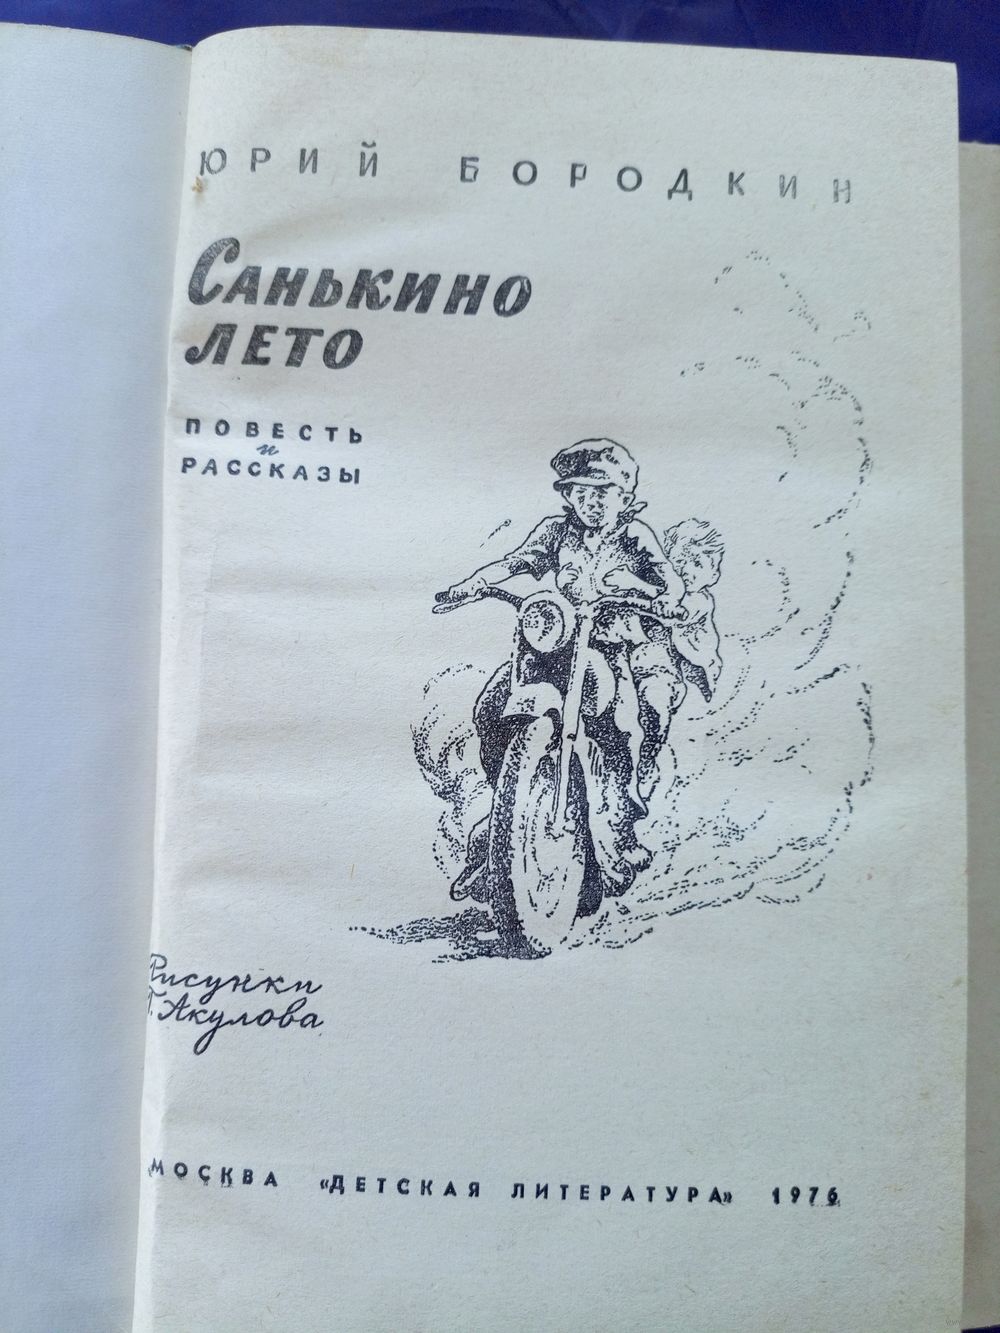 ЮРИЙ БОРОДКИН
САНЬКИНО
ЛЕТО
ПОВЕСТЬ
и
РАССКАЗЫ
Рисунки
Г. Акулова
МОСКВА «ДЕТСКАЯ ЛИТЕРАТУРА» 1976